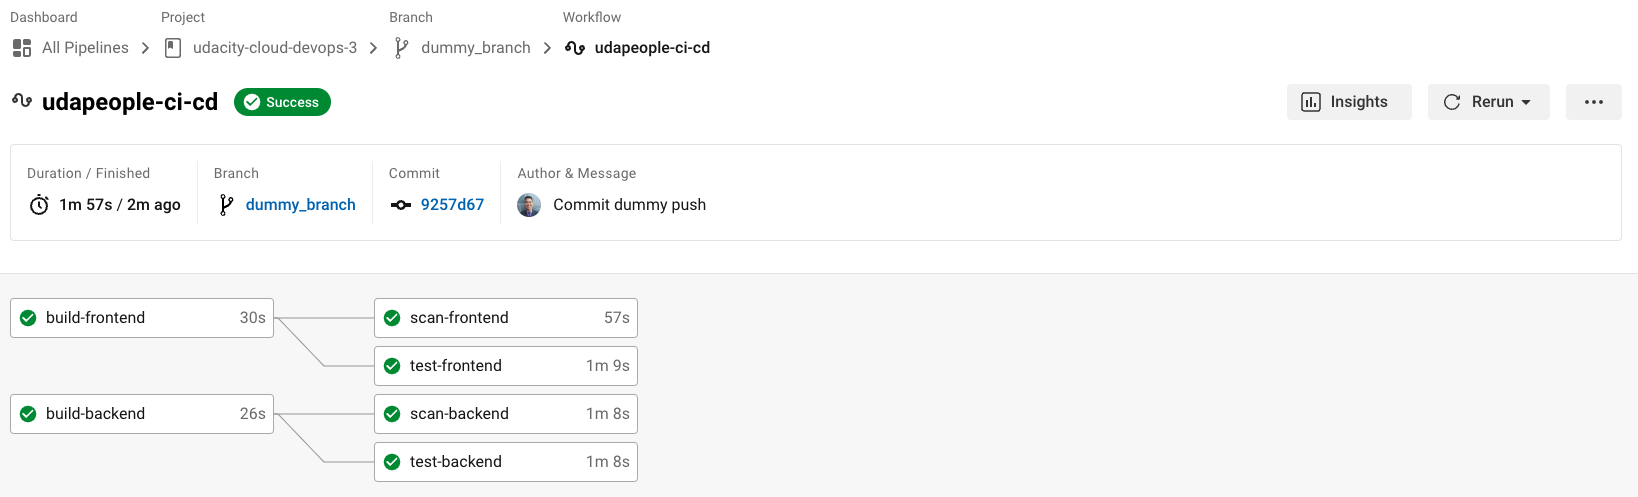 Dashboard Project Branch Workflow
All Pipelines udacity-cloud-devops-3 dummy_branch udapeople-ci-cd
udapeople-ci-cd Success Insights Rerun
Duration / Finished Branch Commit Author & Message
1m 57s / 2m ago dummy_branch 9257d67 Commit dummy push
build-frontend 30s scan-frontend 57s
test-frontend 1m 9s
build-backend 26s scan-backend 1m 8s
test-backend 1m 8s